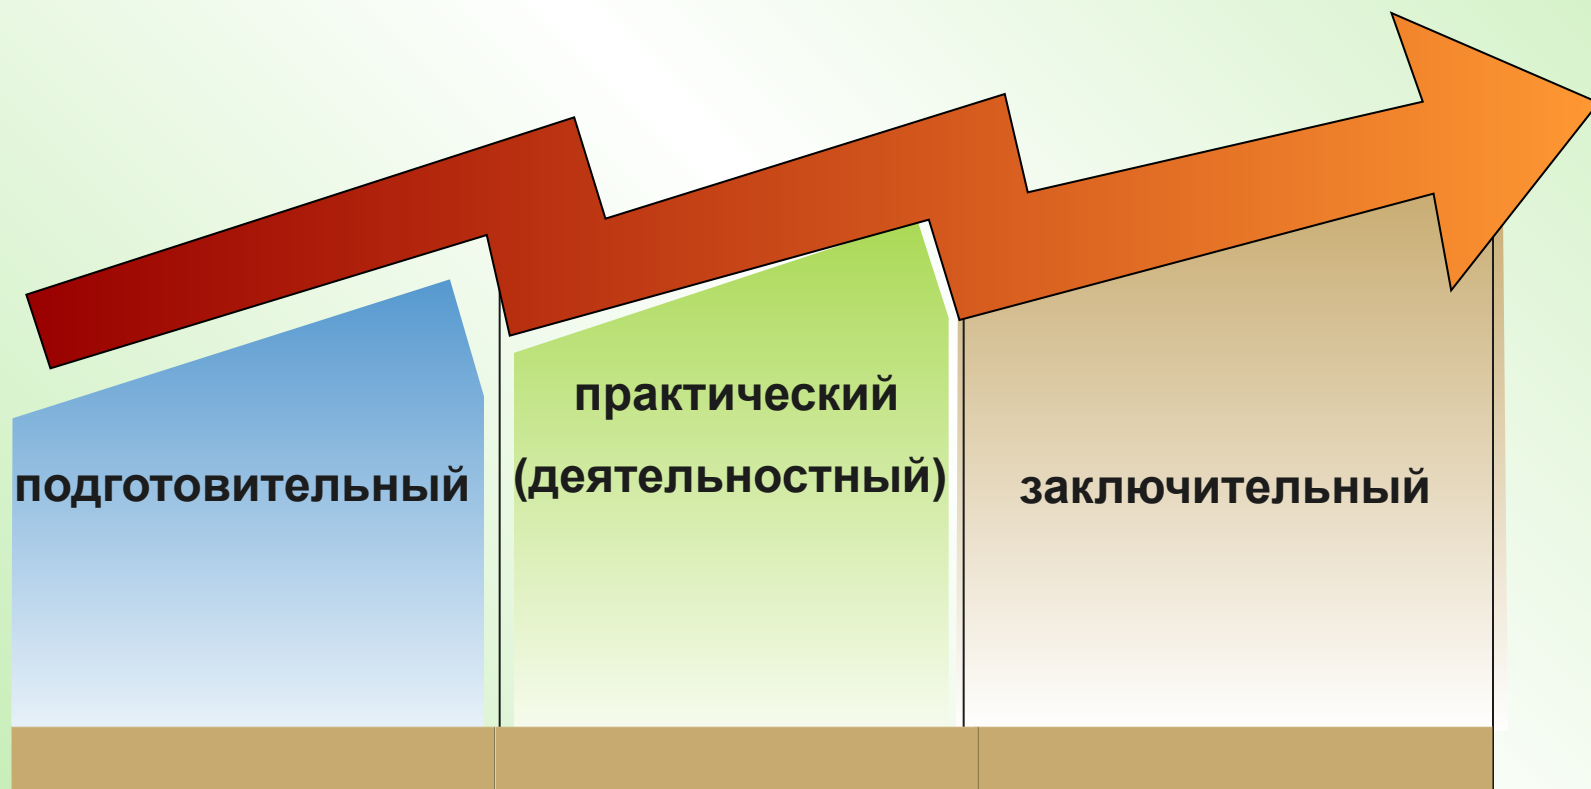 подготовительный
практический
(деятельностный)
заключительный